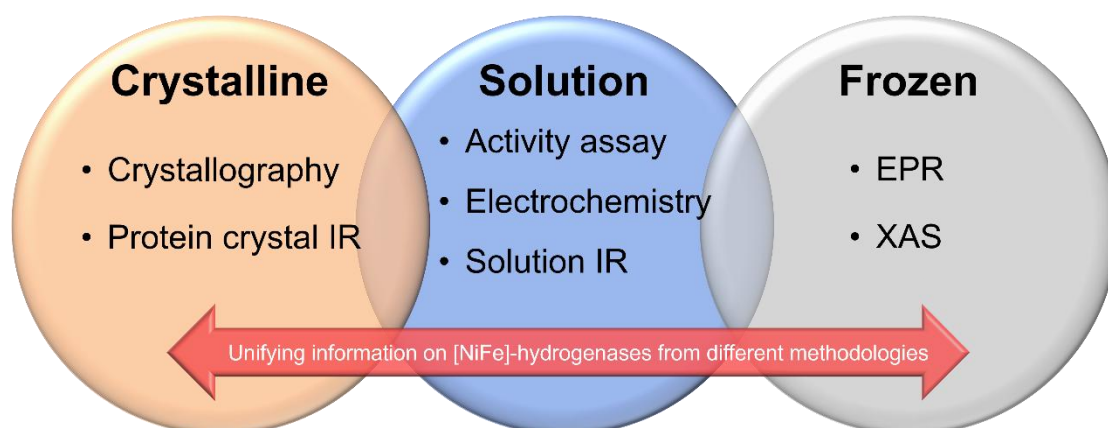 Crystalline
• Crystallography
• Protein crystal IR
Solution
• Activity assay
• Electrochemistry
• Solution IR
Frozen
• EPR
• XAS
Unifying information on [NiFe]-hydrogenases from different methodologies